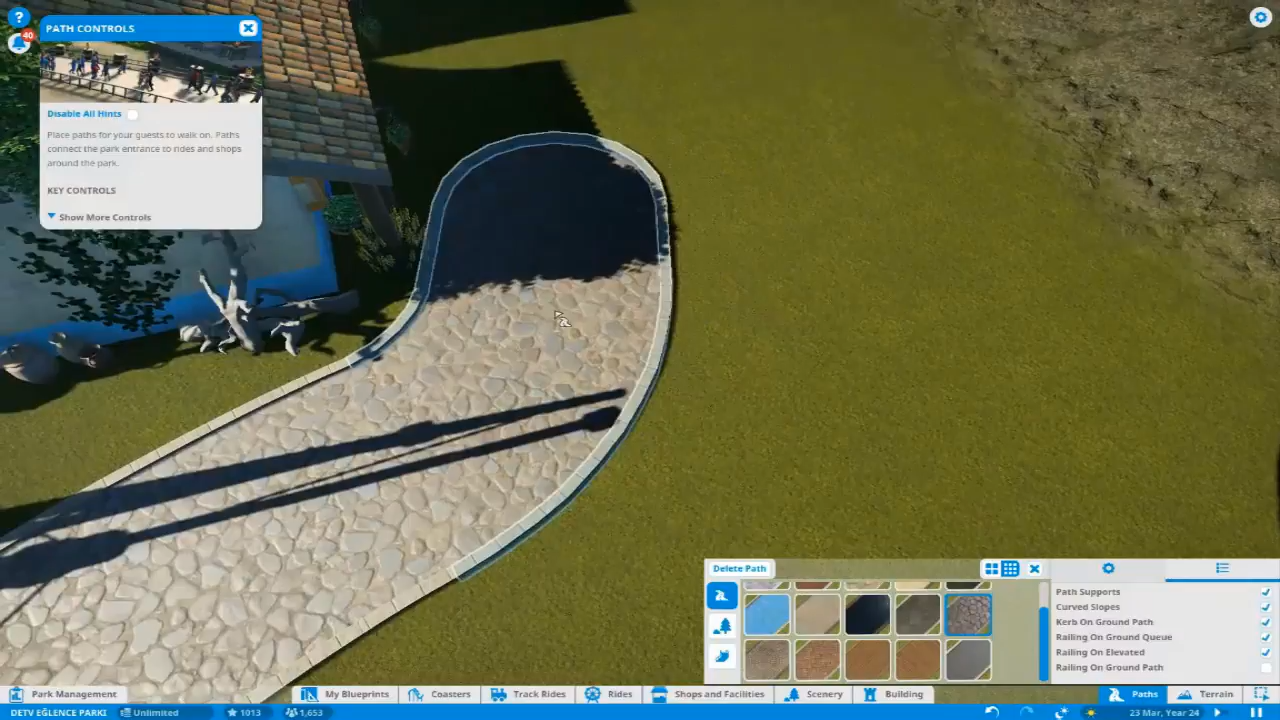 ?
PATH CONTROLS
40
Disable All Hints
Place paths for your guests to walk on. Paths
connect the park entrance to rides and shops
around the park.
KEY CONTROLS
Show More Controls
Delete Path
Path Supports
Curved Slopes
Kerb On Ground Path
Railing On Ground Queue
Railing On Elevated
Railing On Ground Path
Park Management
My Blueprints
Coasters
Track Rides
Rides
Shops and Facilities
Scenery
Building
Paths
Terrain
DETV EĞLENCE PARKI
Unlimited
1013
1,653
23 Mar, Year 24